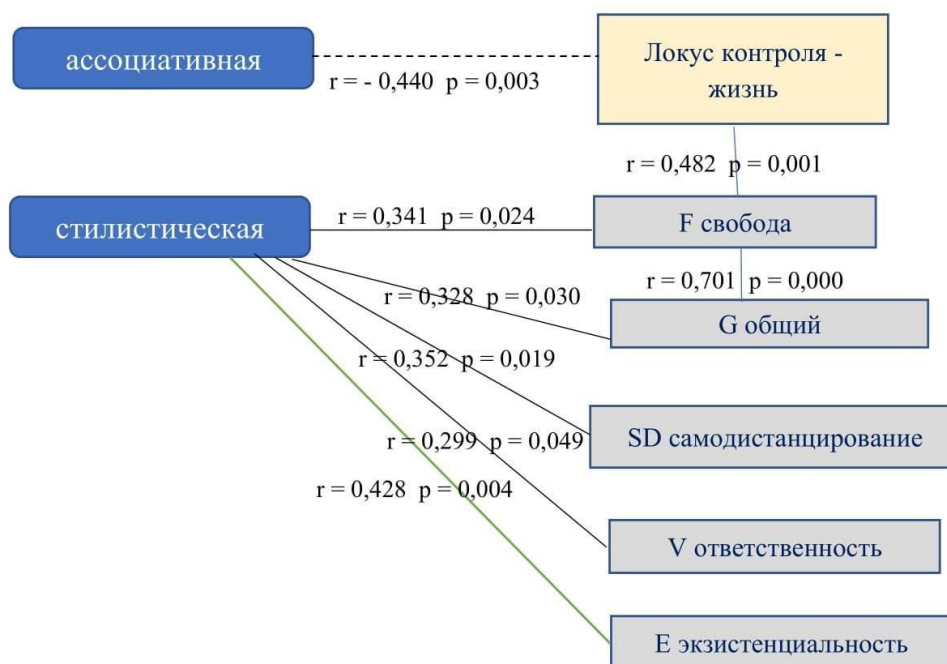 ассоциативная
Локус контроля -
жизнь
r = - 0,440 p = 0,003
r = 0,482 p = 0,001
стилистическая
r = 0,341 p = 0,024
F свобода
r = 0,701 p = 0,000
r = 0,328 p = 0,030
G общий
r = 0,352 p = 0,019
SD самодистанцирование
r = 0,299 p = 0,049
r = 0,428 p = 0,004
V ответственность
E экзистенциальность